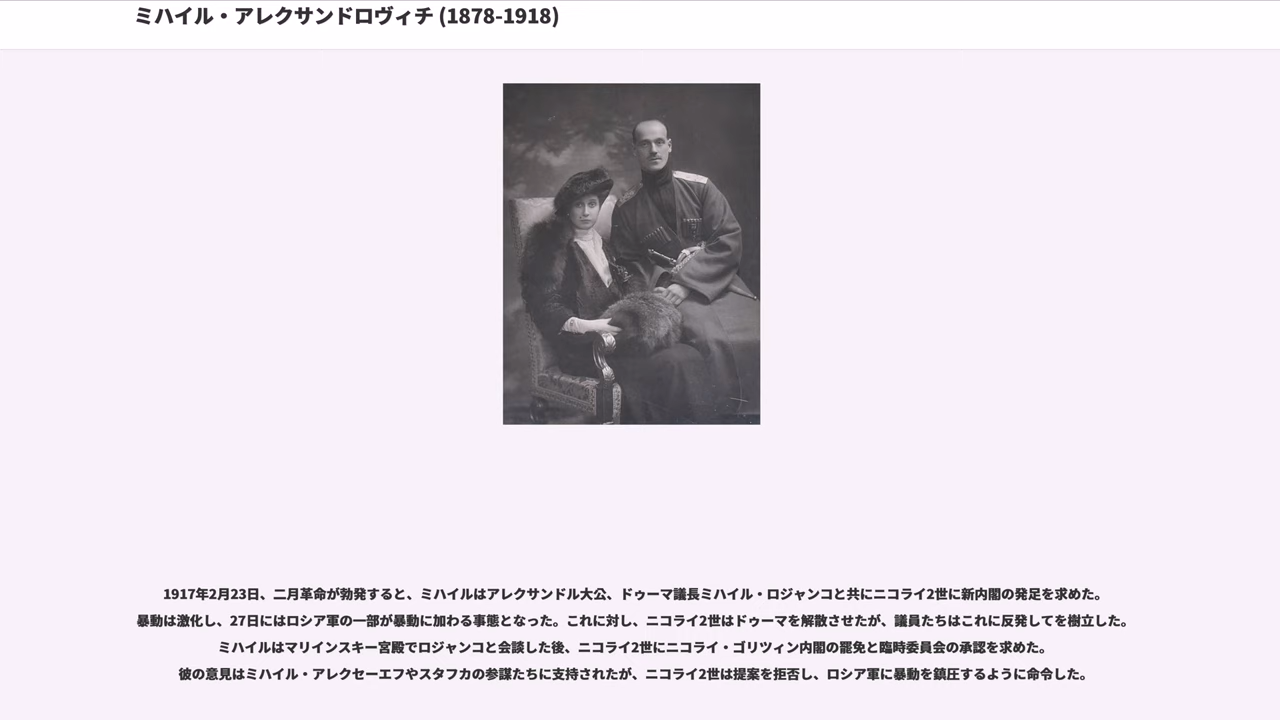 ミハイル・アレクサンドロヴィチ (1878-1918)
1917年2月23日、二月革命が勃発すると、ミハイルはアレクサンドル大公、ドゥーマ議長ミハイル・ロジャンコと共にニコライ2世に新内閣の発足を求めた。
暴動は激化し、27日にはロシア軍の一部が暴動に加わる事態となった。これに対し、ニコライ2世はドゥーマを解散させたが、議員たちはこれに反発してを樹立した。
ミハイルはマリインスキー宮殿でロジャンコと会談した後、ニコライ2世にニコライ・ゴリツィン内閣の罷免と臨時委員会の承認を求めた。
彼の意見はミハイル・アレクセーエフやスタフカの参謀たちに支持されたが、ニコライ2世は提案を拒否し、ロシア軍に暴動を鎮圧するように命令した。